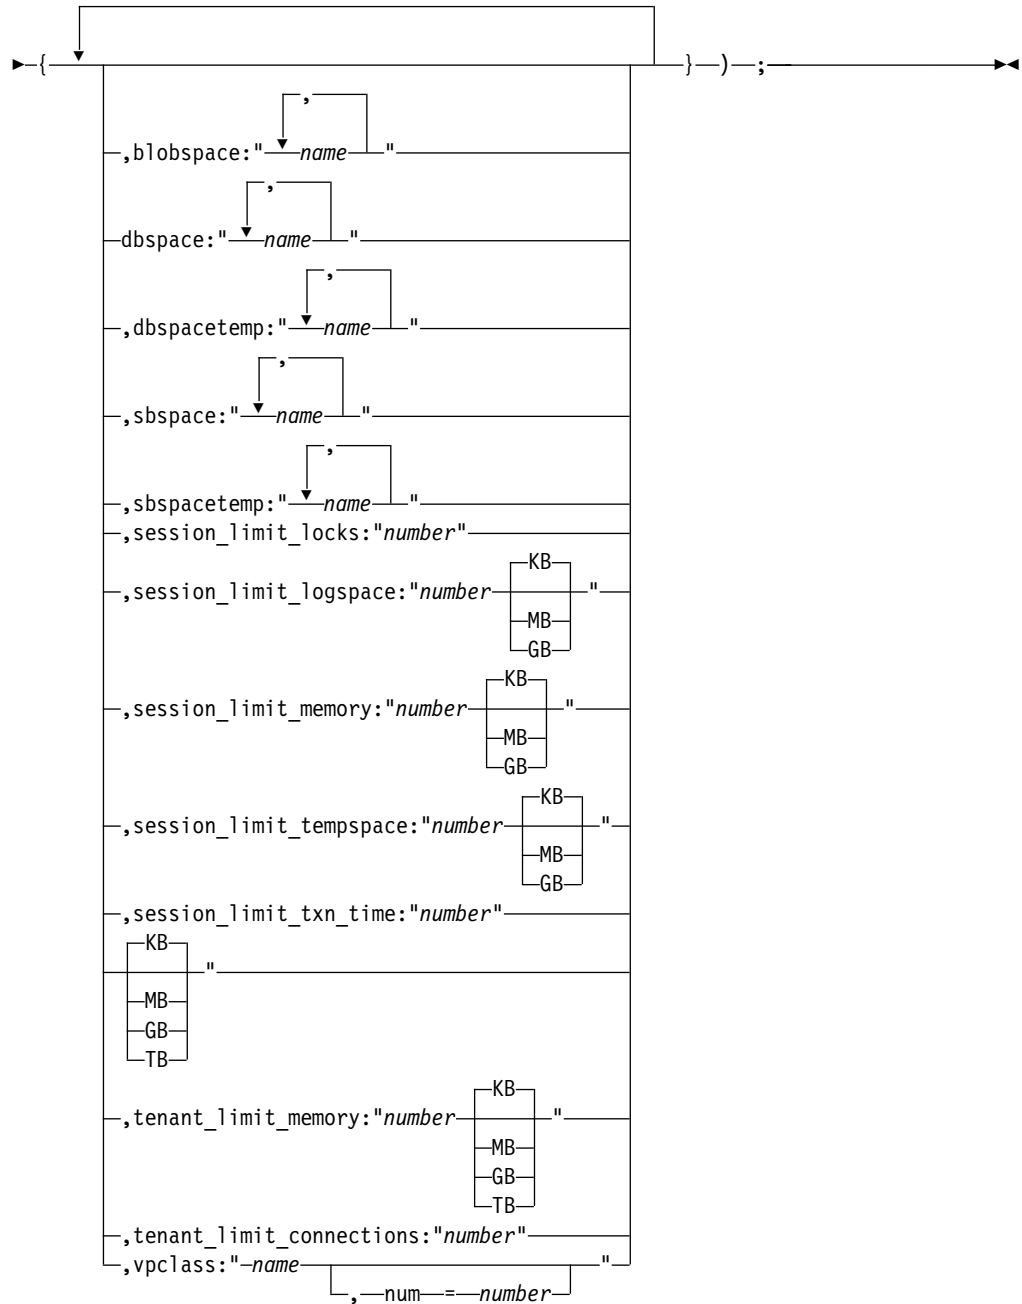 { } ) ;
,
,blobspace:" name "
,
dbspace:" name "
,
,dbspacetemp:" name "
,
,sbspace:" name "
,
,sbspacetemp:" name "
,session_limit_locks:"number"
KB
,session_limit_logspace:"number "
MB
GB
KB
,session_limit_memory:"number "
MB
GB
KB
,session_limit_tempspace:"number "
MB
GB
,session_limit_txn_time:"number"
KB
"
MB
GB
TB
KB
,tenant_limit_memory:"number "
MB
GB
TB
,tenant_limit_connections:"number"
,vpclass:" name "
, num = number